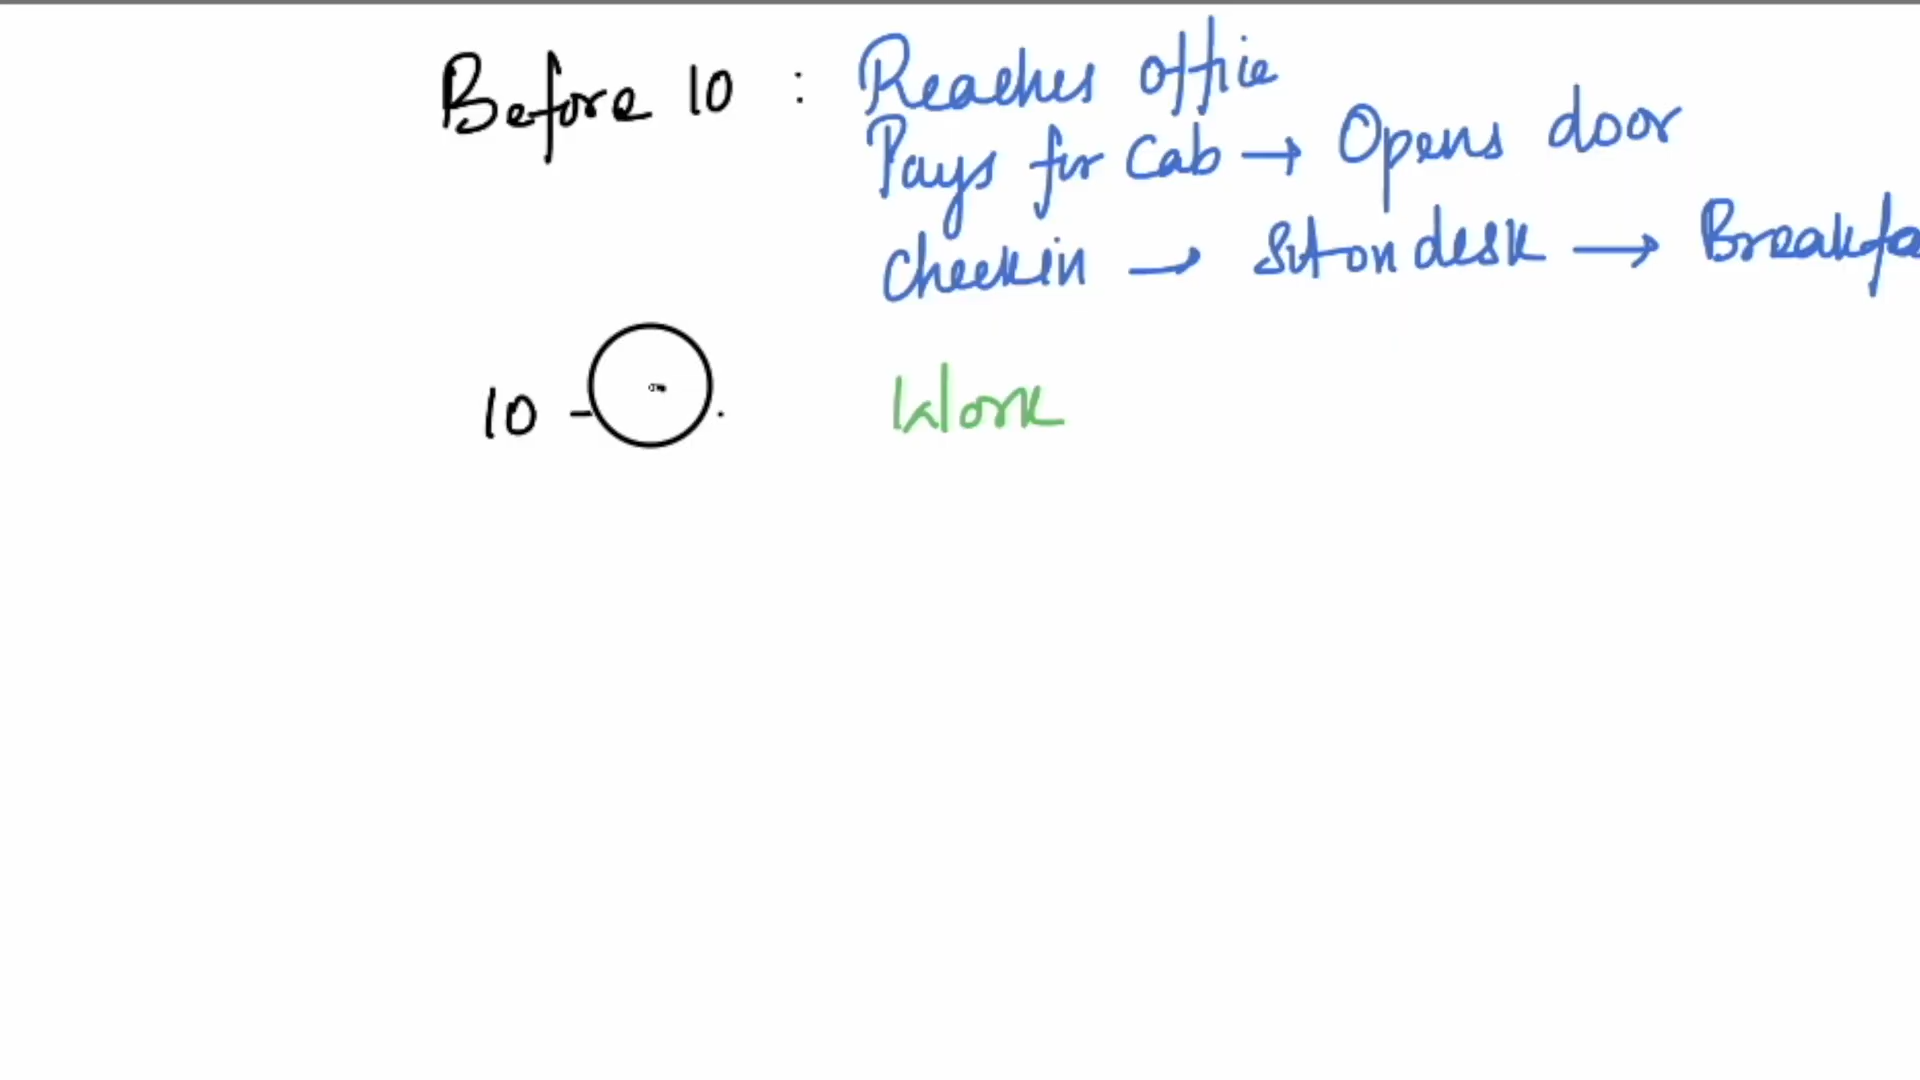 Before 10 : Reaches office
Pays for Cab → Opens door
Checkin → Sit on desk → Breakfa
10 - Work